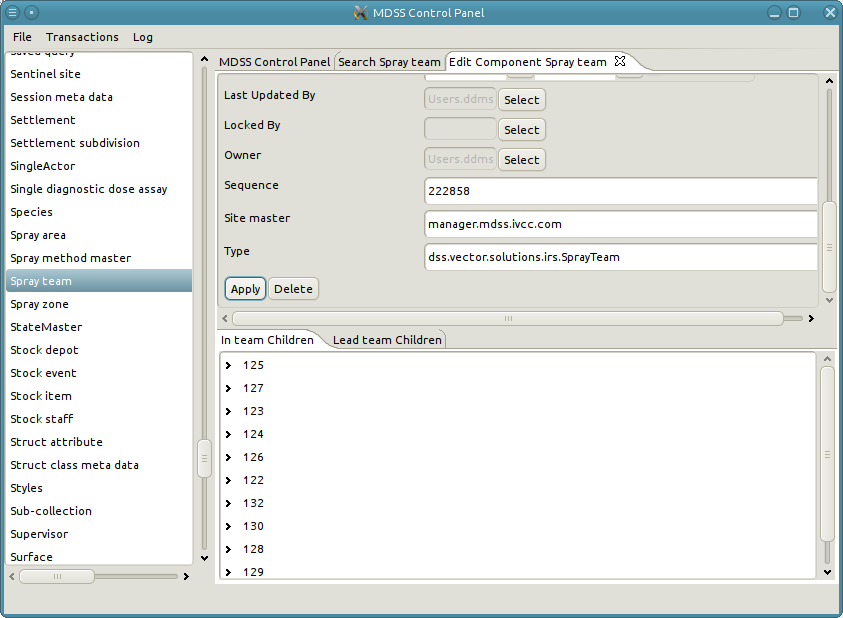 MDSS Control Panel
File Transactions Log
Saved query
Sentinel site
Session meta data
Settlement
Settlement subdivision
SingleActor
Single diagnostic dose assay
Species
Spray area
Spray method master
Spray team
Spray zone
StateMaster
Stock depot
Stock event
Stock item
Stock staff
Struct attribute
Struct class meta data
Styles
Sub-collection
Supervisor
Surface
MDSS Control Panel Search Spray team Edit Component Spray team
Last Updated By Users.ddms Select
Locked By Select
Owner Users.ddms Select
Sequence 222858
Site master manager.mdss.ivcc.com
Type dss.vector.solutions.irs.SprayTeam
Apply Delete
In team Children Lead team Children
125
127
123
124
126
122
132
130
128
129